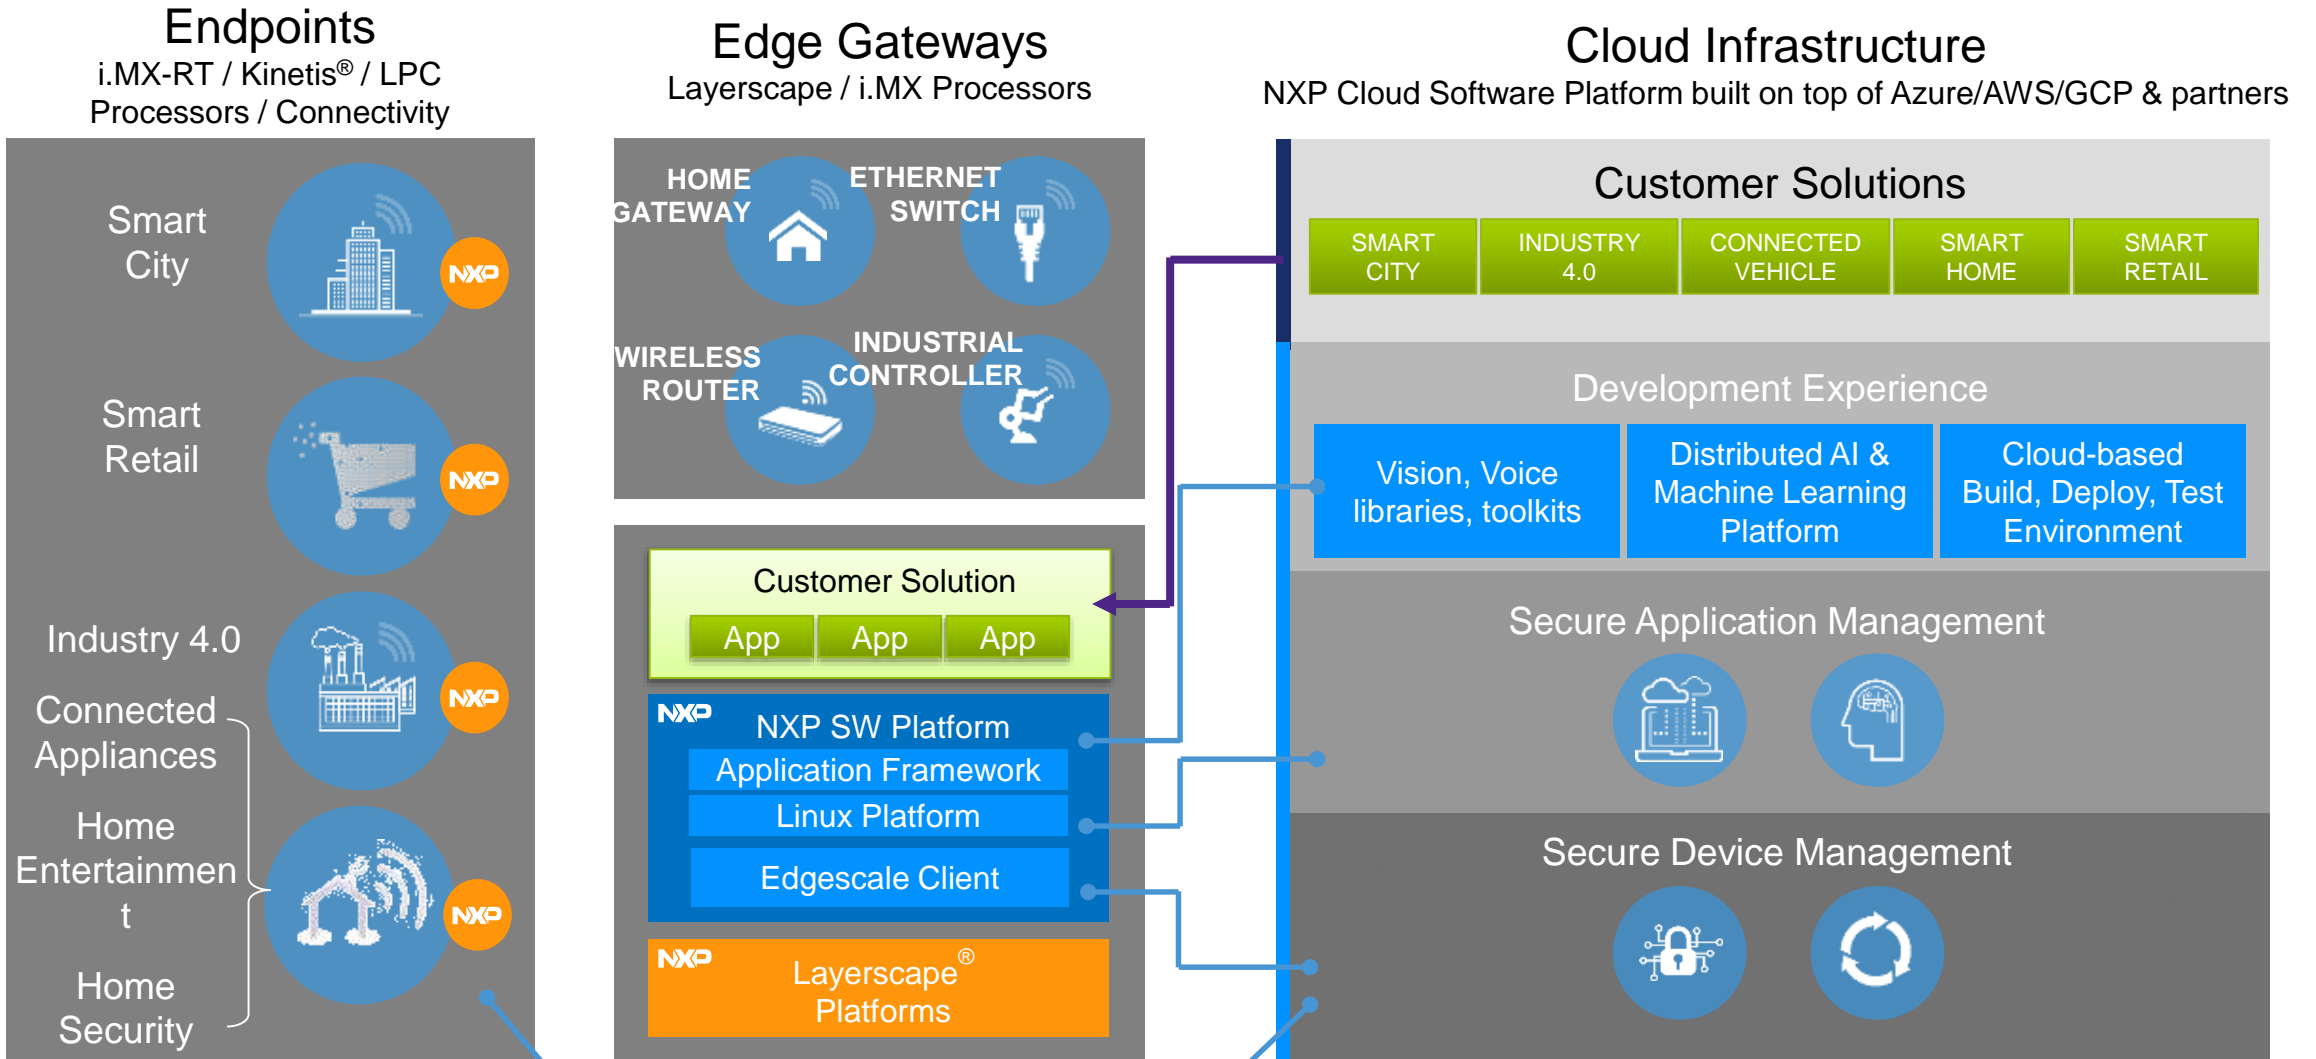 Endpoints
i.MX-RT / Kinetis® / LPC
Processors / Connectivity
Smart
City
NXP
Smart
Retail
NXP
Industry 4.0
NXP
Connected
Appliances
Home
Entertainmen
t
NXP
Home
Security
Edge Gateways
Layerscape / i.MX Processors
HOME
GATEWAY
ETHERNET
SWITCH
WIRELESS
ROUTER
INDUSTRIAL
CONTROLLER
Customer Solution
App App App
NXP
NXP SW Platform
Application Framework
Linux Platform
Edgescale Client
NXP
Layerscape®
Platforms
Cloud Infrastructure
NXP Cloud Software Platform built on top of Azure/AWS/GCP & partners
Customer Solutions
SMART
CITY
INDUSTRY
4.0
CONNECTED
VEHICLE
SMART
HOME
SMART
RETAIL
Development Experience
Vision, Voice
libraries, toolkits
Distributed AI &
Machine Learning
Platform
Cloud-based
Build, Deploy, Test
Environment
Secure Application Management
Secure Device Management